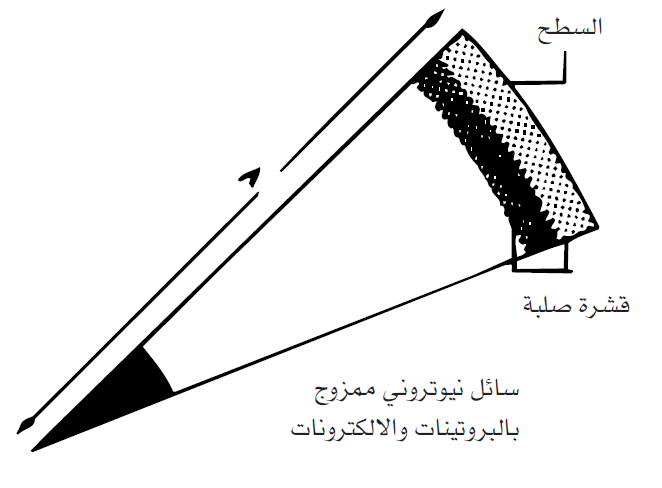 السطح
قشرة صلبة
سائل نيوتروني ممزوج
بالبروتينات والالكترونات